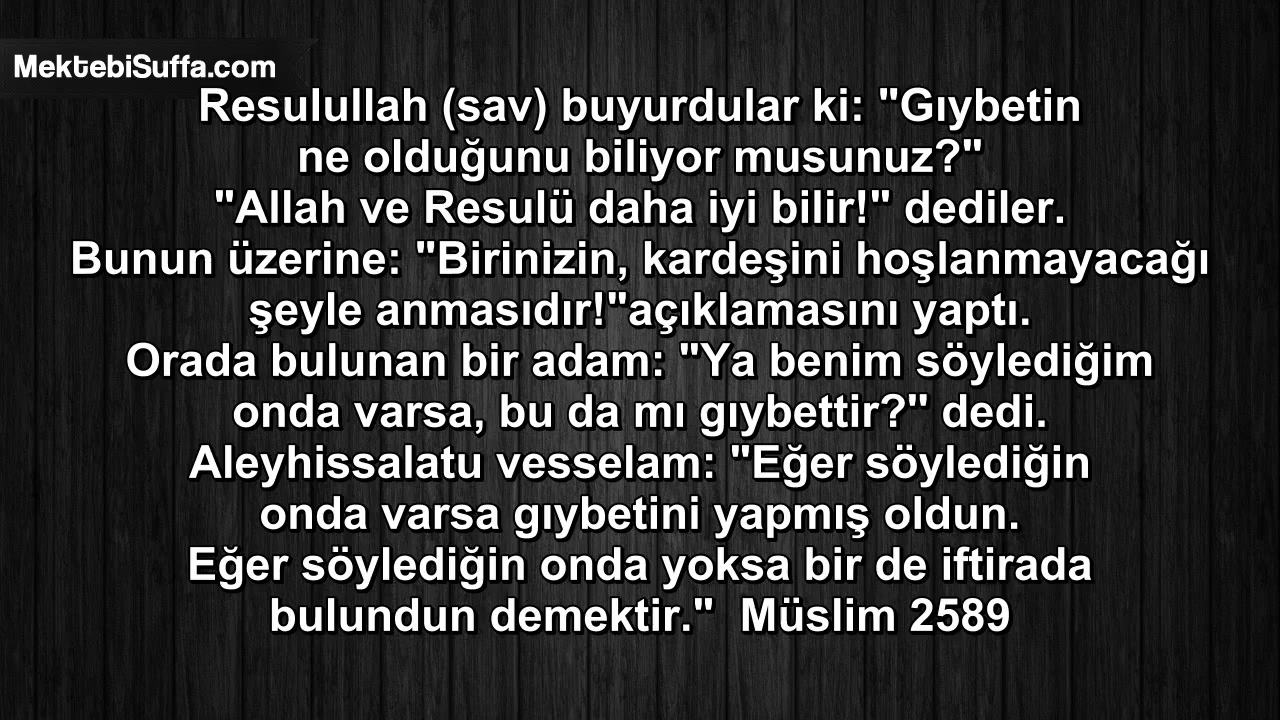 MektebiSuffa.com
Resulullah (sav) buyurdular ki: "Gıybetin
ne olduğunu biliyor musunuz?"
"Allah ve Resulü daha iyi bilir!" dediler.
Bunun üzerine: "Birinizin, kardeşini hoşlanmayacağı
şeyle anmasıdır!"açıklamasını yaptı.
Orada bulunan bir adam: "Ya benim söylediğim
onda varsa, bu da mı gıybettir?" dedi.
Aleyhissalatu vesselam: "Eğer söylediğin
onda varsa gıybetini yapmış oldun.
Eğer söylediğin onda yoksa bir de iftirada
bulundun demektir."  Müslim 2589